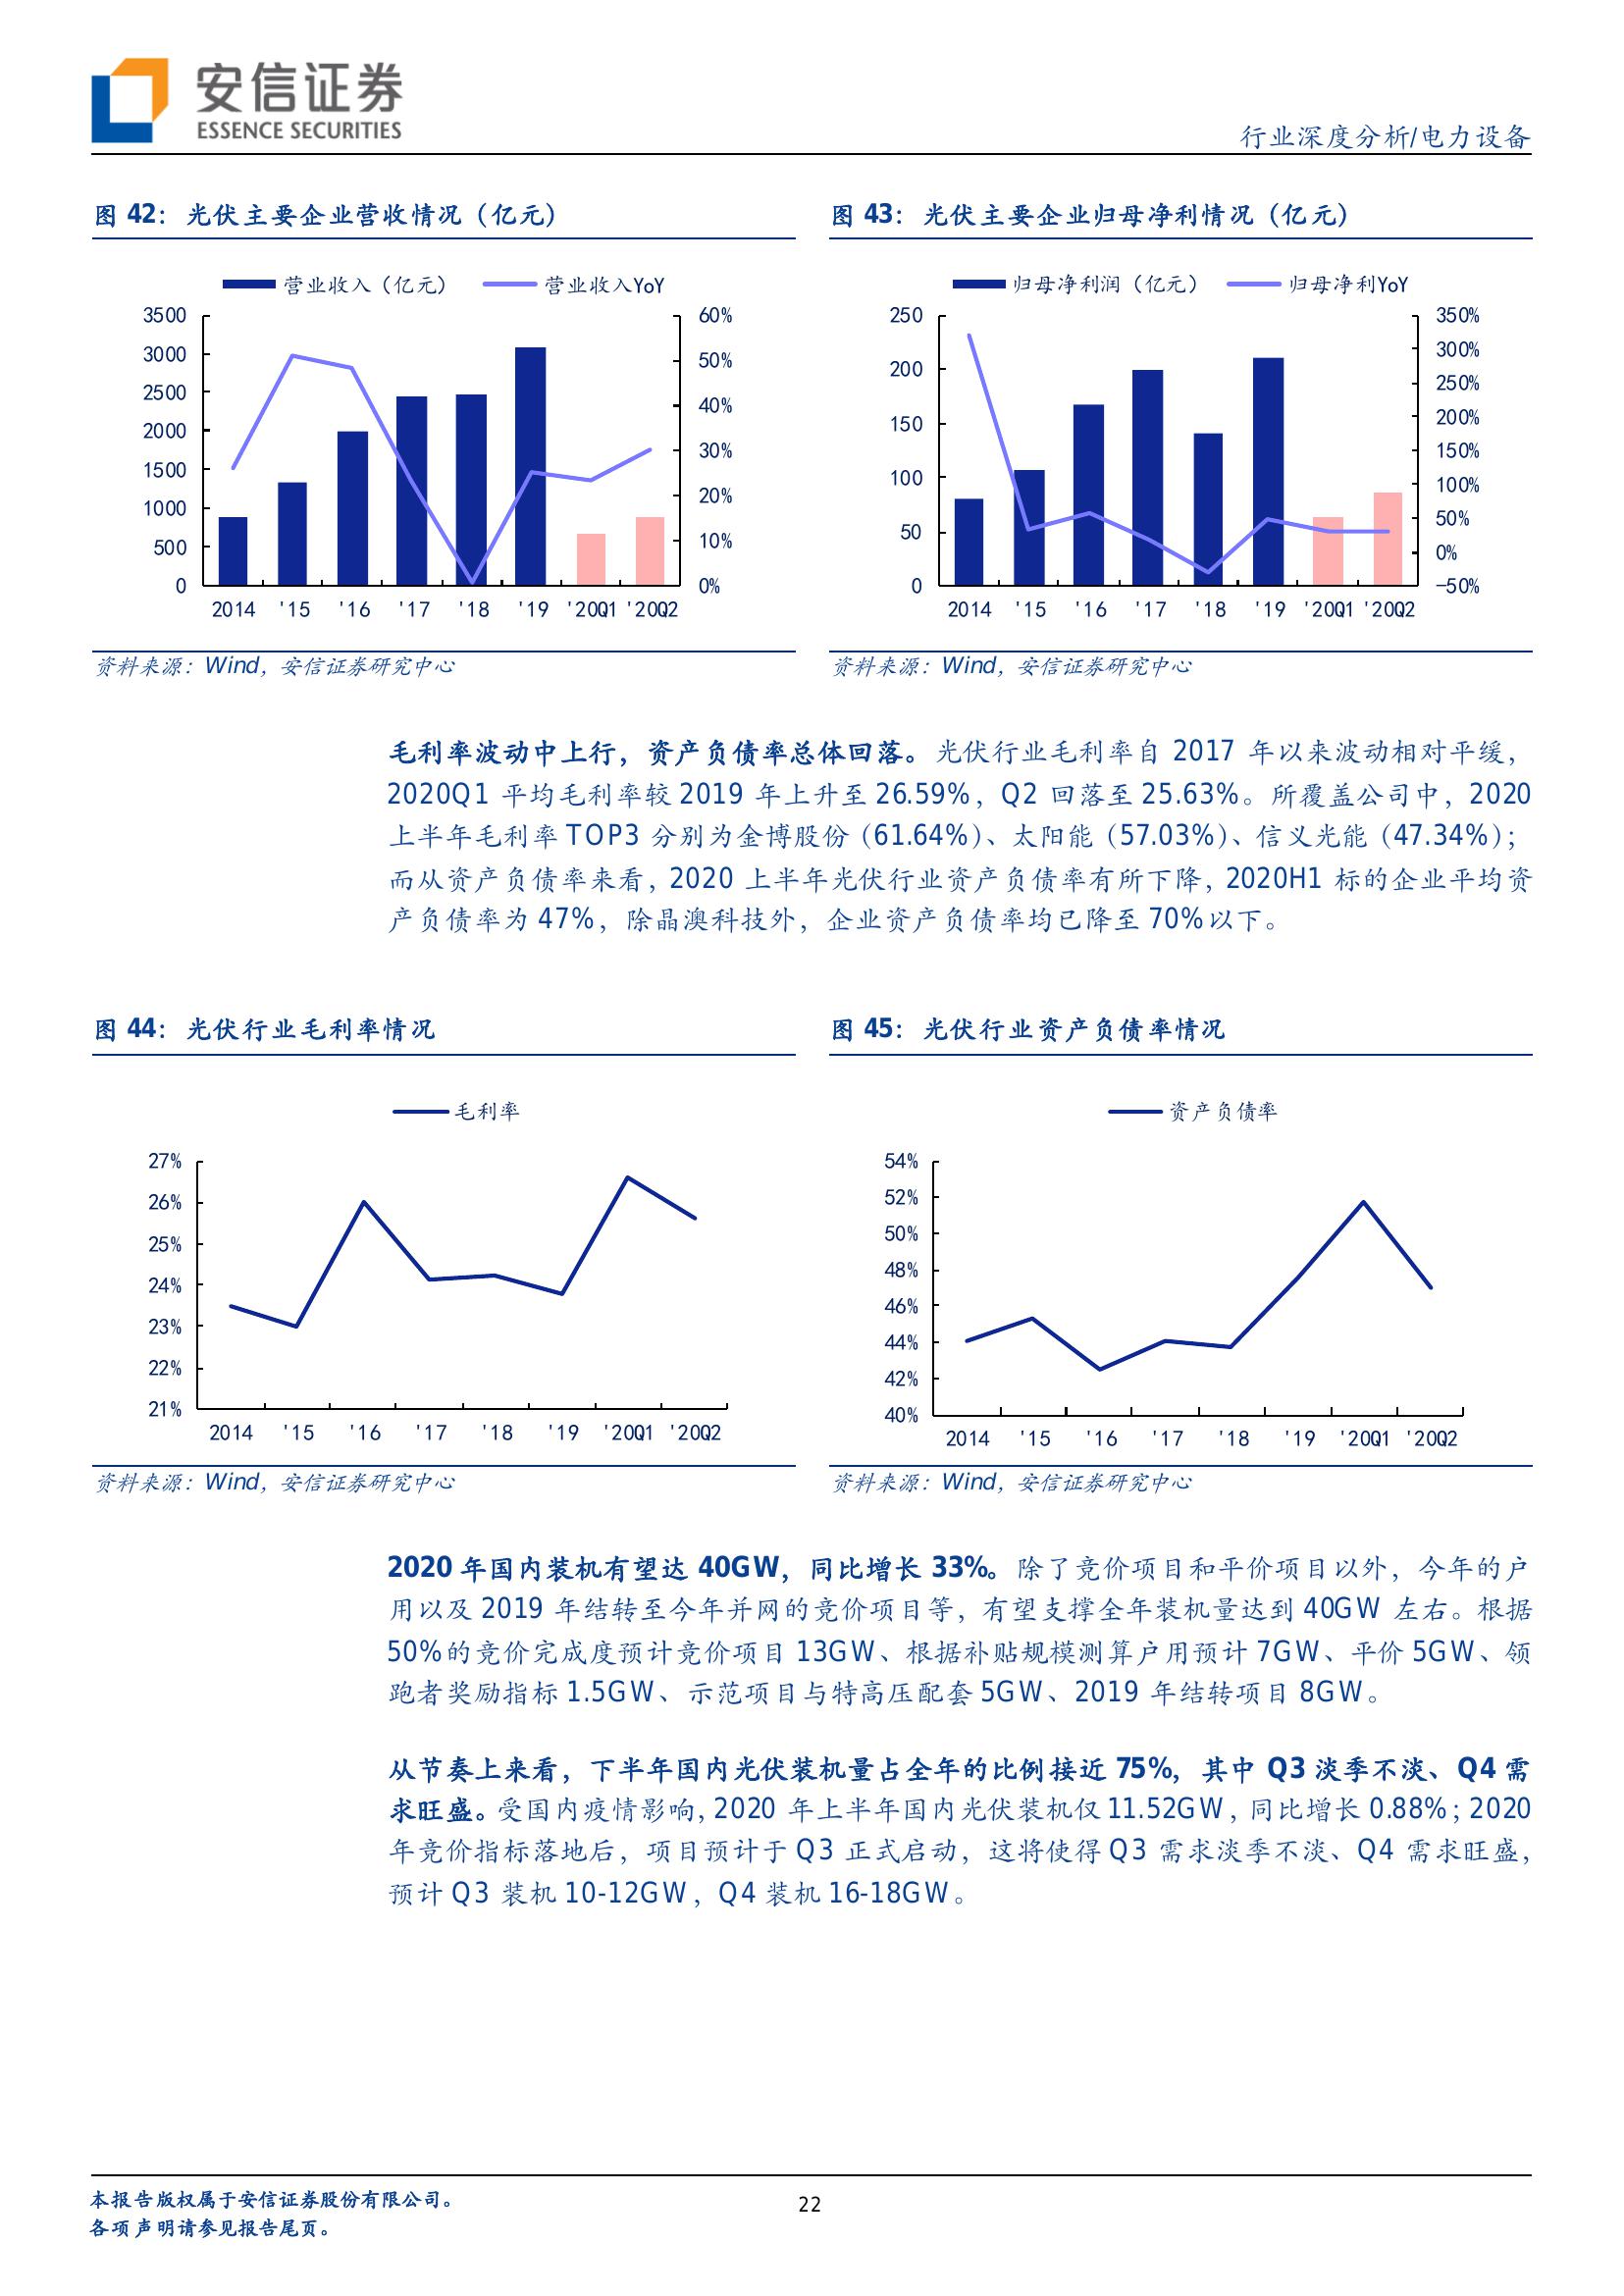 安信证券
ESSENCE SECURITIES
行业深度分析/电力设备
图 42：光伏主要企业营收情况（亿元）
营业收入（亿元） 营业收入YoY
3500
3000
2500
2000
1500
1000
500
0
60%
50%
40%
30%
20%
10%
0%
2014 '15 '16 '17 '18 '19 '20Q1 '20Q2
资料来源：Wind，安信证券研究中心
图 43：光伏主要企业归母净利情况（亿元）
归母净利润（亿元） 归母净利YoY
250
200
150
100
50
0
350%
300%
250%
200%
150%
100%
50%
0%
-50%
2014 '15 '16 '17 '18 '19 '20Q1 '20Q2
资料来源：Wind，安信证券研究中心
毛利率波动中上行，资产负债率总体回落。光伏行业毛利率自 2017 年以来波动相对平缓，
2020Q1 平均毛利率较 2019 年上升至 26.59%，Q2 回落至 25.63%。所覆盖公司中，2020
上半年毛利率 TOP3 分别为金博股份（61.64%）、太阳能（57.03%）、信义光能（47.34%）；
而从资产负债率来看，2020 上半年光伏行业资产负债率有所下降，2020H1 标的企业平均资
产负债率为 47%，除晶澳科技外，企业资产负债率均已降至 70%以下。
图 44：光伏行业毛利率情况
毛利率
27%
26%
25%
24%
23%
22%
21%
2014 '15 '16 '17 '18 '19 '20Q1 '20Q2
资料来源：Wind，安信证券研究中心
图 45：光伏行业资产负债率情况
资产负债率
54%
52%
50%
48%
46%
44%
42%
40%
2014 '15 '16 '17 '18 '19 '20Q1 '20Q2
资料来源：Wind，安信证券研究中心
2020 年国内装机有望达 40GW，同比增长 33%。除了竞价项目和平价项目以外，今年的户
用以及 2019 年结转至今年并网的竞价项目等，有望支撑全年装机量达到 40GW 左右。根据
50%的竞价完成度预计竞价项目 13GW、根据补贴规模测算户用预计 7GW、平价 5GW、领
跑者奖励指标 1.5GW、示范项目与特高压配套 5GW、2019 年结转项目 8GW。
从节奏上来看，下半年国内光伏装机量占全年的比例接近 75%，其中 Q3 淡季不淡、Q4 需
求旺盛。受国内疫情影响，2020 年上半年国内光伏装机仅 11.52GW，同比增长 0.88%；2020
年竞价指标落地后，项目预计于 Q3 正式启动，这将使得 Q3 需求淡季不淡、Q4 需求旺盛，
预计 Q3 装机 10-12GW，Q4 装机 16-18GW。
本报告版权属于安信证券股份有限公司。
各项声明请参见报告尾页。
22